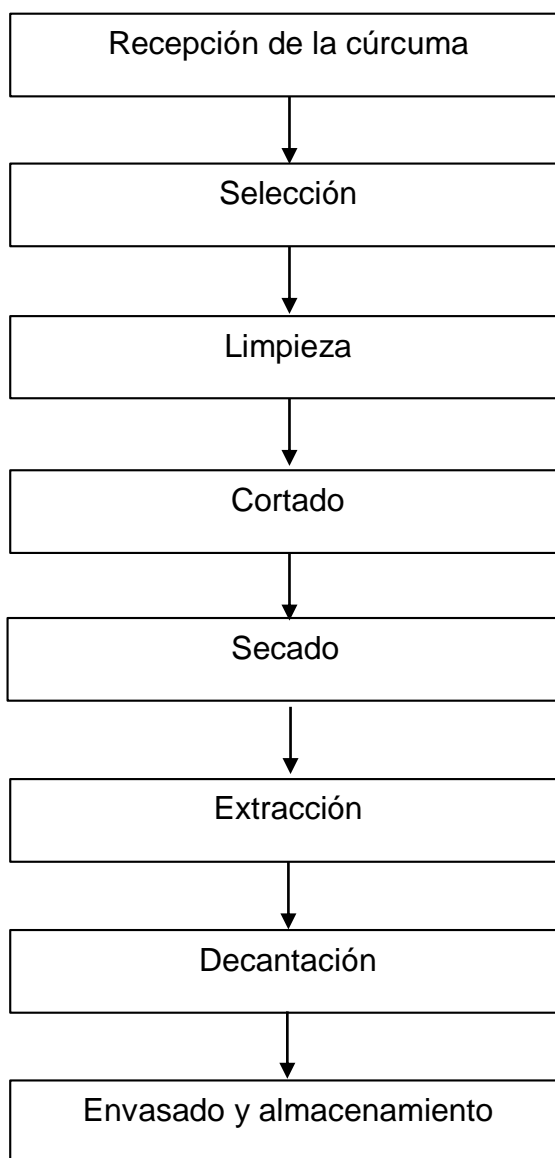 Recepción de la cúrcuma
Selección
Limpieza
Cortado
Secado
Extracción
Decantación
Envasado y almacenamiento